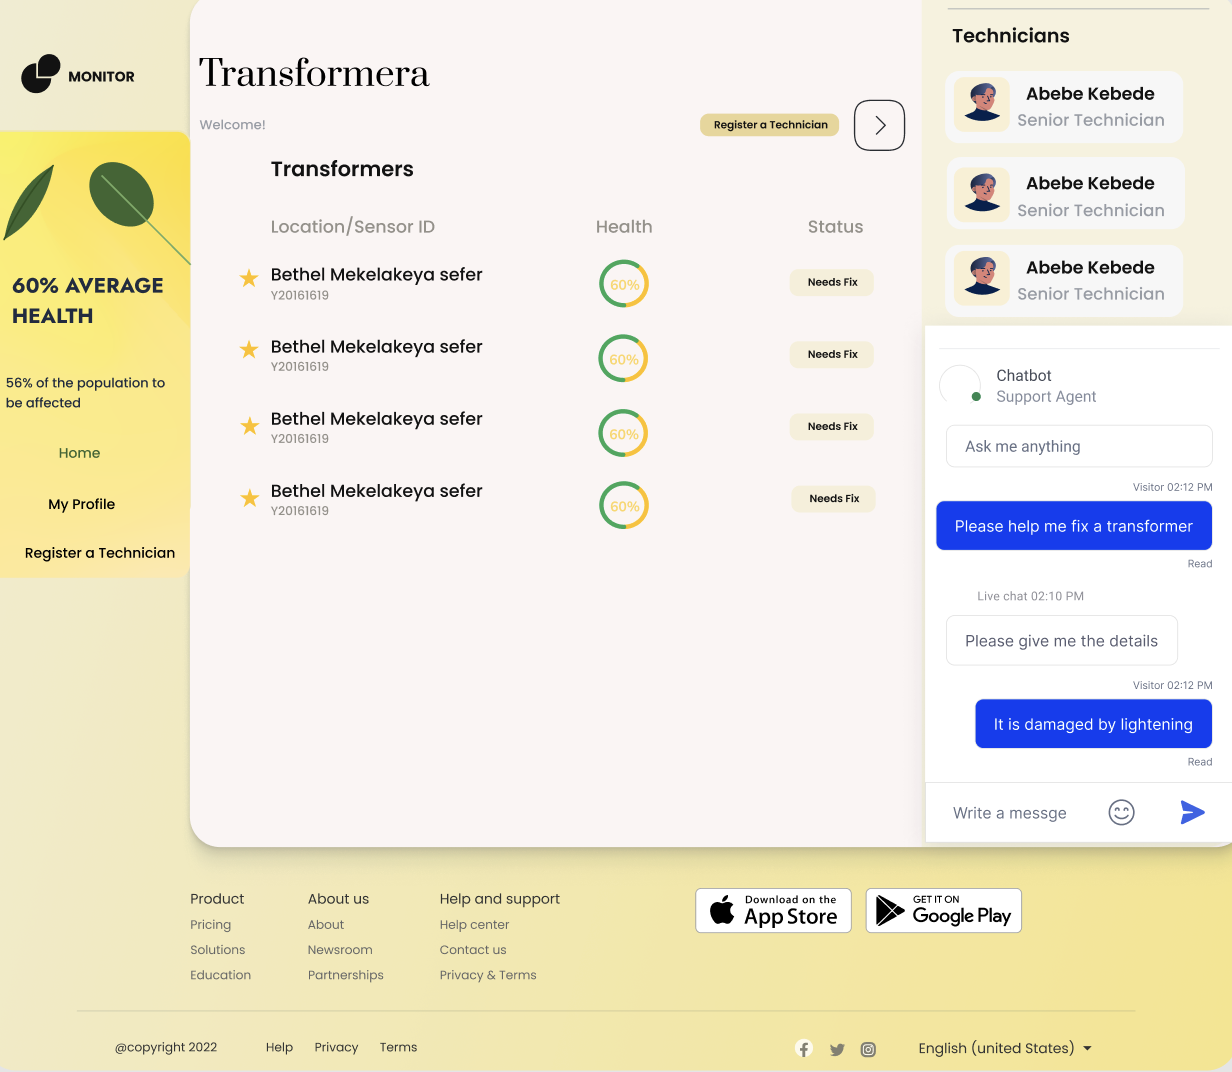 MONITOR
60% AVERAGE
HEALTH
56% of the population to
be affected
Home
My Profile
Register a Technician
Transformera
Welcome!
Register a Technician
Transformers
Location/Sensor ID Health Status
Bethel Mekelakeya sefer
Y20161619
60%
Needs Fix
Bethel Mekelakeya sefer
Y20161619
60%
Needs Fix
Bethel Mekelakeya sefer
Y20161619
60%
Needs Fix
Bethel Mekelakeya sefer
Y20161619
60%
Needs Fix
Technicians
Abebe Kebede
Senior Technician
Abebe Kebede
Senior Technician
Abebe Kebede
Senior Technician
Chatbot
Support Agent
Ask me anything
Visitor 02:12 PM
Please help me fix a transformer
Read
Live chat 02:10 PM
Please give me the details
Visitor 02:12 PM
It is damaged by lightening
Read
Write a messge
Product
Pricing
Solutions
Education
About us
About
Newsroom
Partnerships
Help and support
Help center
Contact us
Privacy & Terms
Download on the
App Store
GET IT ON
Google Play
@copyright 2022 Help Privacy Terms
English (united States)